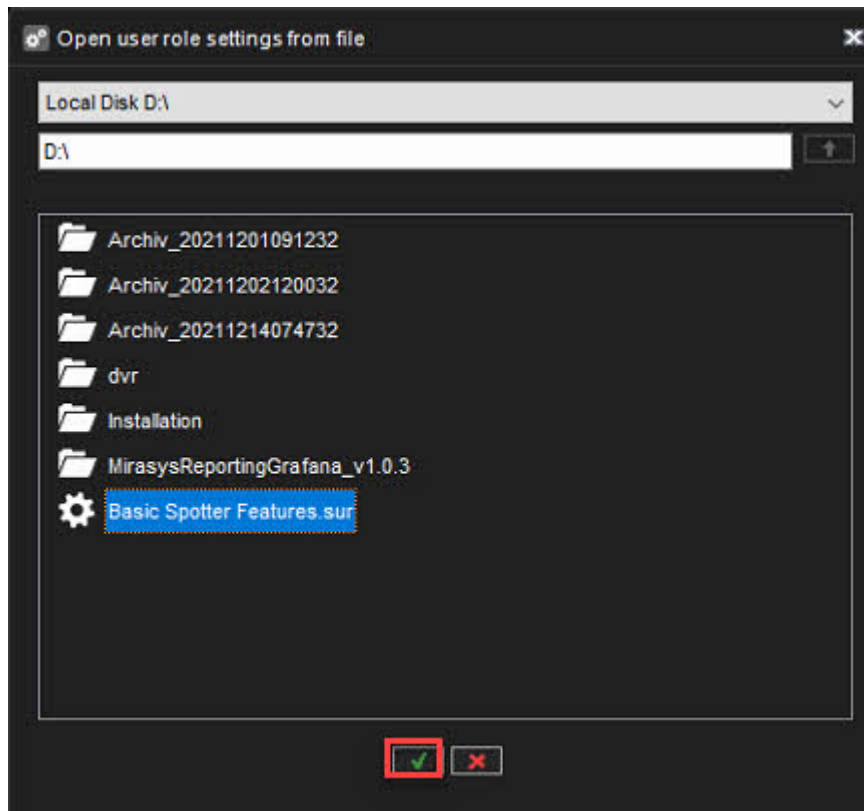 Open user role settings from file
Local Disk D:\
D:\
Archiv_20211201091232
Archiv_20211202120032
Archiv_20211214074732
dvr
Installation
MirasysReportingGrafana_v1.0.3
Basic Spotter Features.sur